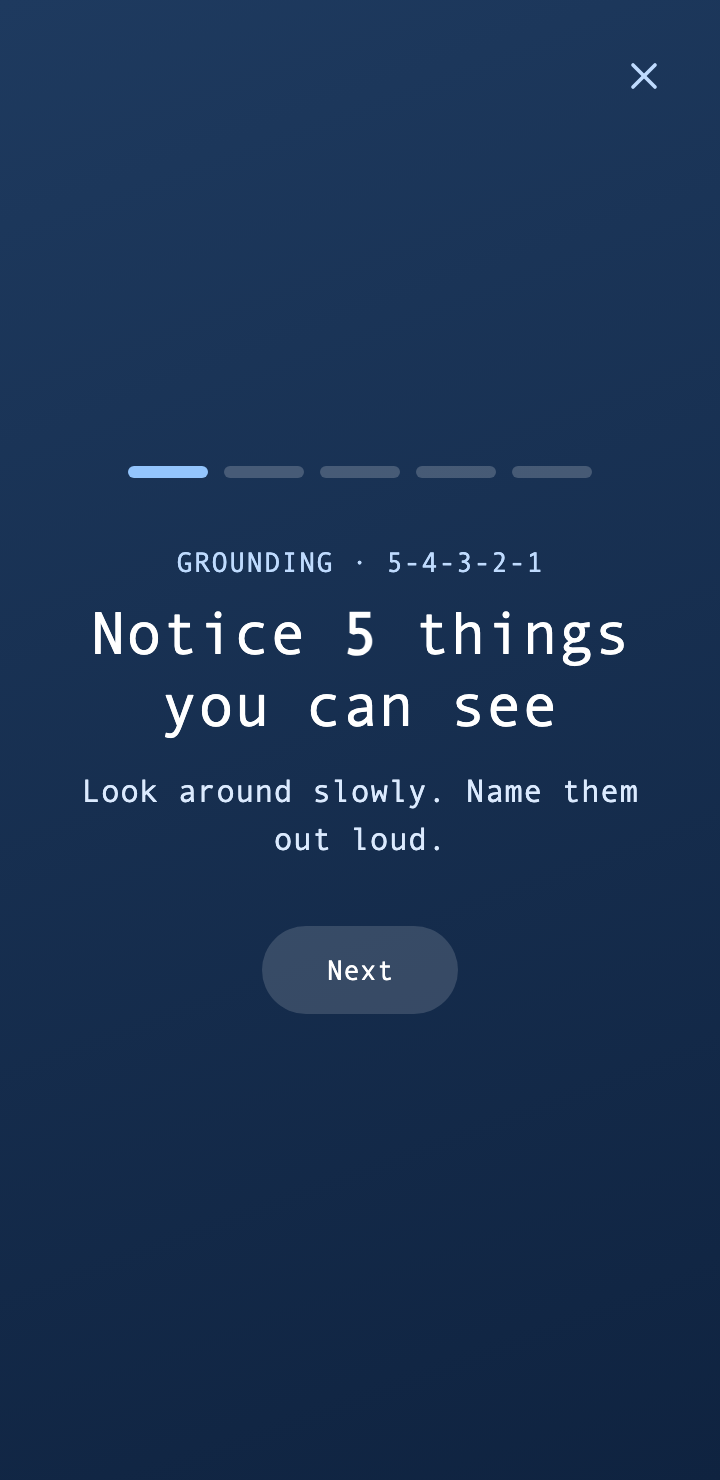 GROUNDING · 5-4-3-2-1
Notice 5 things
you can see
Look around slowly. Name them
out loud.
Next